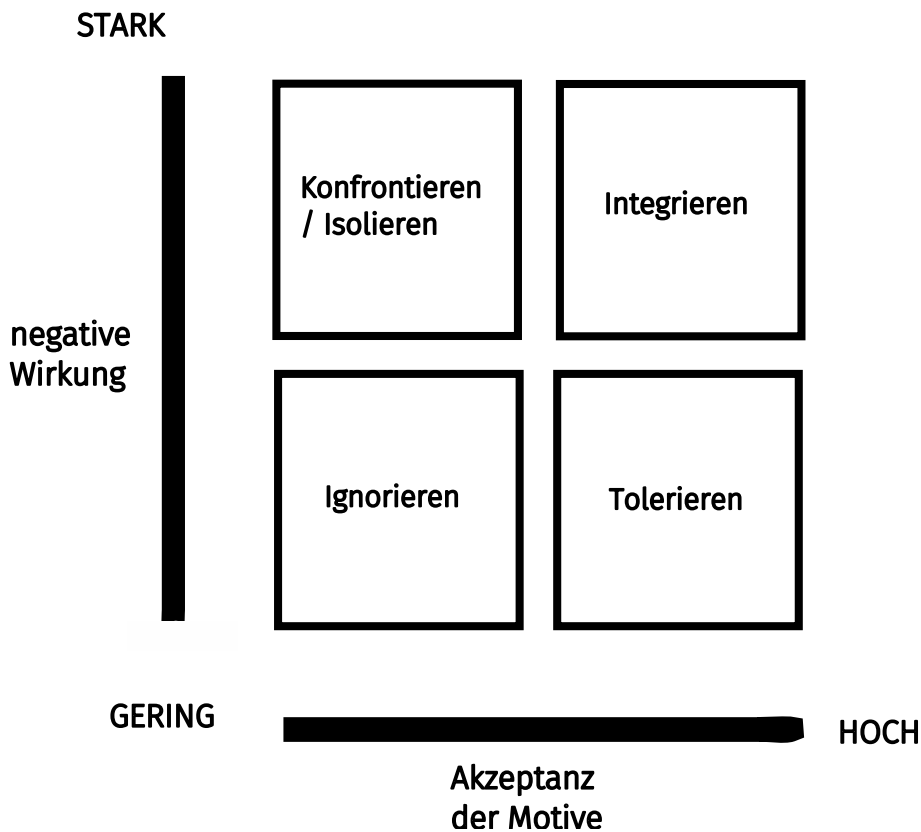 STARK
Konfrontieren
/ Isolieren
Integrieren
negative
Wirkung
Ignorieren
Tolerieren
GERING
HOCH
Akzeptanz
der Motive